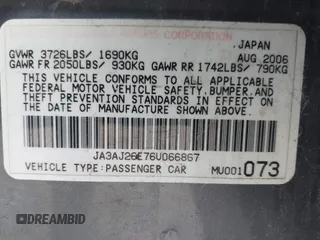 JAPAN
GVWR 3726LBS/ 1690KG AUG 2006
GAWR FR 2050LBS/ 930KG GAWR RR 1742LBS/ 790KG
THIS VEHICLE CONFORMS TO ALL APPLICABLE
FEDERAL MOTOR VEHICLE SAFETY, BUMPER, AND
THEFT PREVENTION STANDARDS IN EFFECT ON THE
DATE OF MANUFACTURE SHOWN ABOVE.
JA3AJ26E76U066867
VEHICLE TYPE:PASSENGER CAR MU001073
DREAMBID